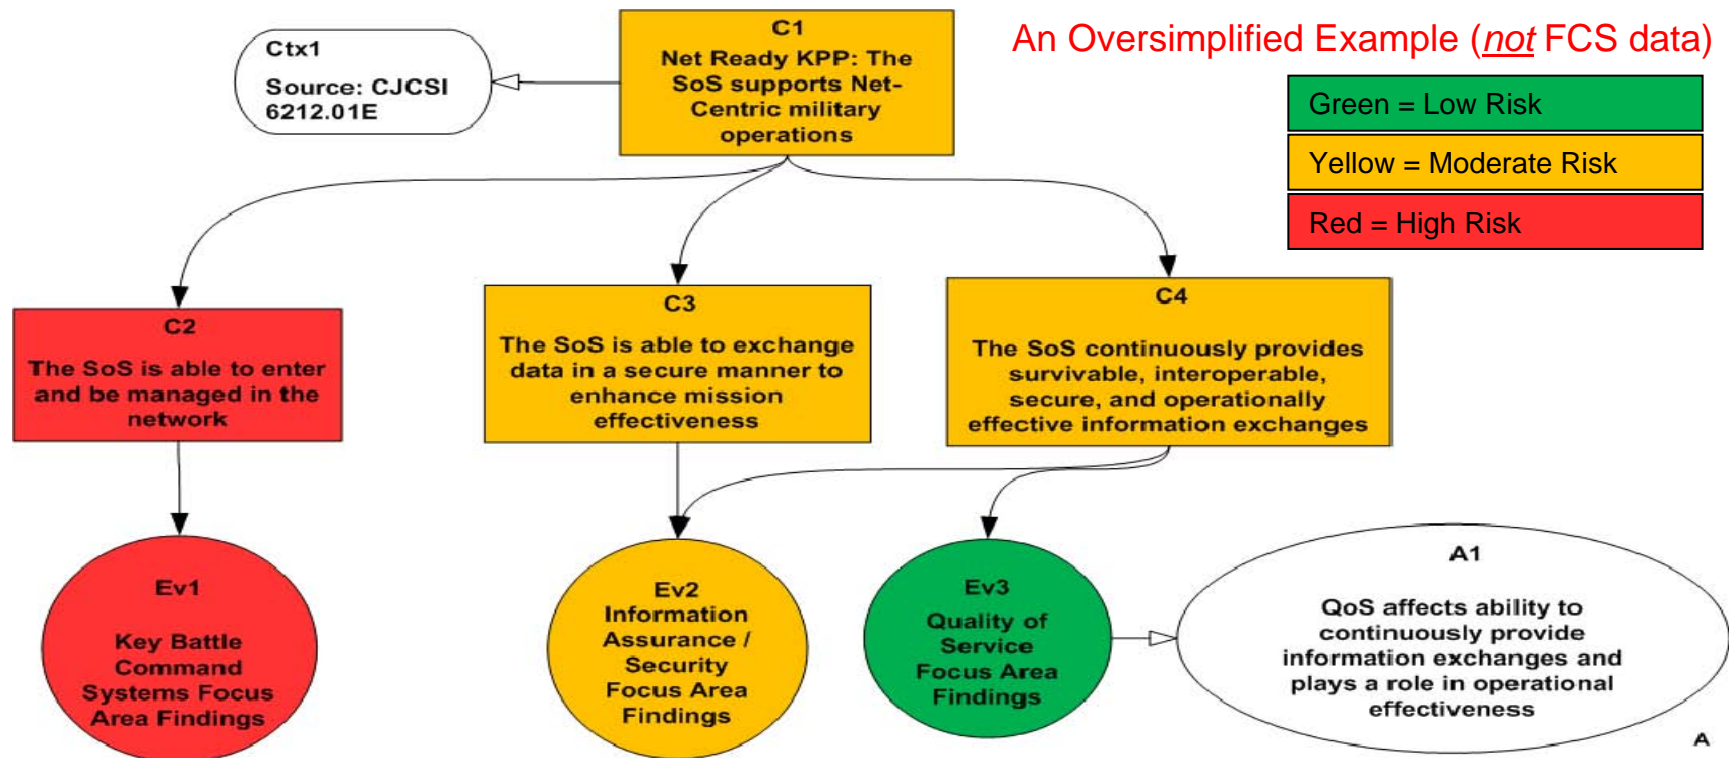 An Oversimplified Example (not FCS data)
Green = Low Risk
Yellow = Moderate Risk
Red = High Risk
Ctx1
Source: CJCSI
6212.01E
C1
Net Ready KPP: The
SoS supports Net-
Centric military
operations
C2
The SoS is able to enter
and be managed in the
network
C3
The SoS is able to exchange
data in a secure manner to
enhance mission
effectiveness
C4
The SoS continuously provides
survivable, interoperable,
secure, and operationally
effective information exchanges
Ev1
Key Battle
Command
Systems Focus
Area Findings
Ev2
Information
Assurance /
Security
Focus Area
Findings
Ev3
Quality of
Service
Focus Area
Findings
A1
QoS affects ability to
continuously provide
information exchanges and
plays a role in operational
effectiveness
A